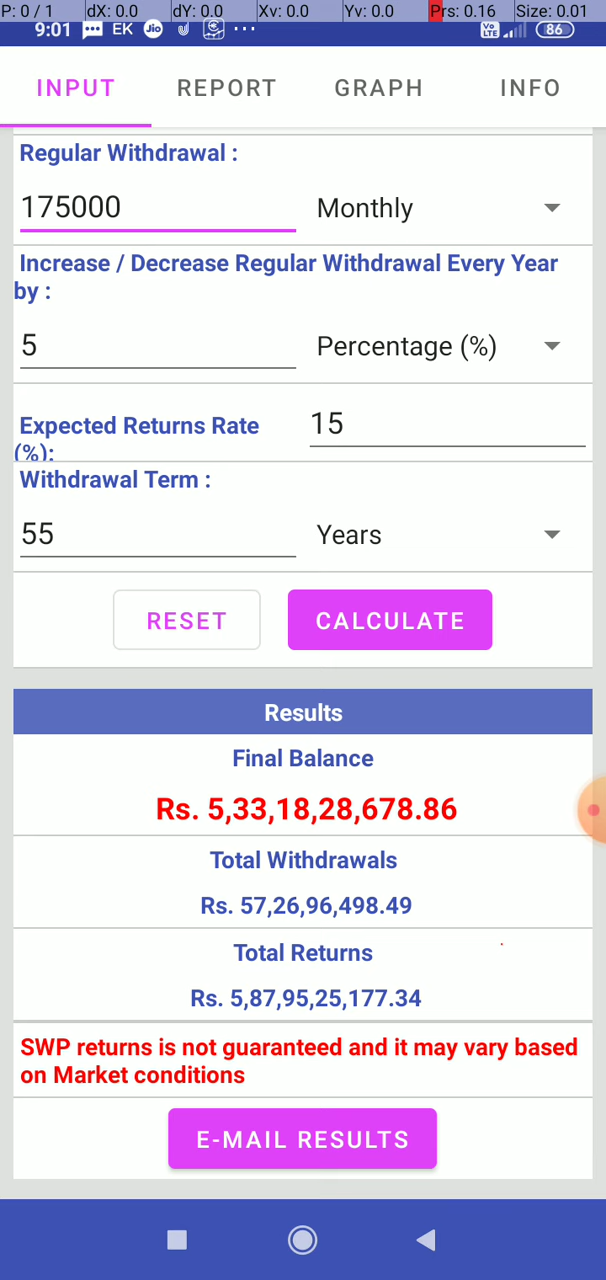 P: 0 / 1 dX: 0.0 dY: 0.0 Xv: 0.0 Yv: 0.0 Prs: 0.16 Size: 0.01
9:01 EK Jio Vo LTE 86
INPUT REPORT GRAPH INFO
Regular Withdrawal :
175000 Monthly
Increase / Decrease Regular Withdrawal Every Year
by :
5 Percentage (%)
Expected Returns Rate 15
(%):
Withdrawal Term :
55 Years
RESET CALCULATE
Results
Final Balance
Rs. 5,33,18,28,678.86
Total Withdrawals
Rs. 57,26,96,498.49
Total Returns
Rs. 5,87,95,25,177.34
SWP returns is not guaranteed and it may vary based
on Market conditions
E-MAIL RESULTS